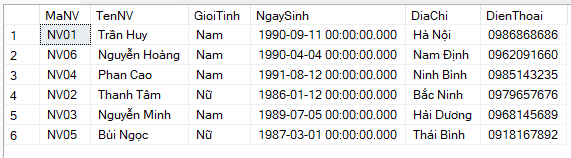 MaNV TenNV GioiTinh NgaySinh DiaChi DienThoai
1 NV01 Trần Huy Nam 1990-09-11 00:00:00.000 Hà Nội 0986868686
2 NV06 Nguyễn Hoàng Nam 1990-04-04 00:00:00.000 Nam Định 0962091660
3 NV04 Phan Cao Nam 1991-08-12 00:00:00.000 Ninh Bình 0985143235
4 NV02 Thanh Tâm Nữ 1986-01-12 00:00:00.000 Bắc Ninh 0979657676
5 NV03 Nguyễn Minh Nam 1989-07-05 00:00:00.000 Hải Dương 0968145689
6 NV05 Bùi Ngọc Nữ 1987-03-01 00:00:00.000 Thái Bình 0918167892